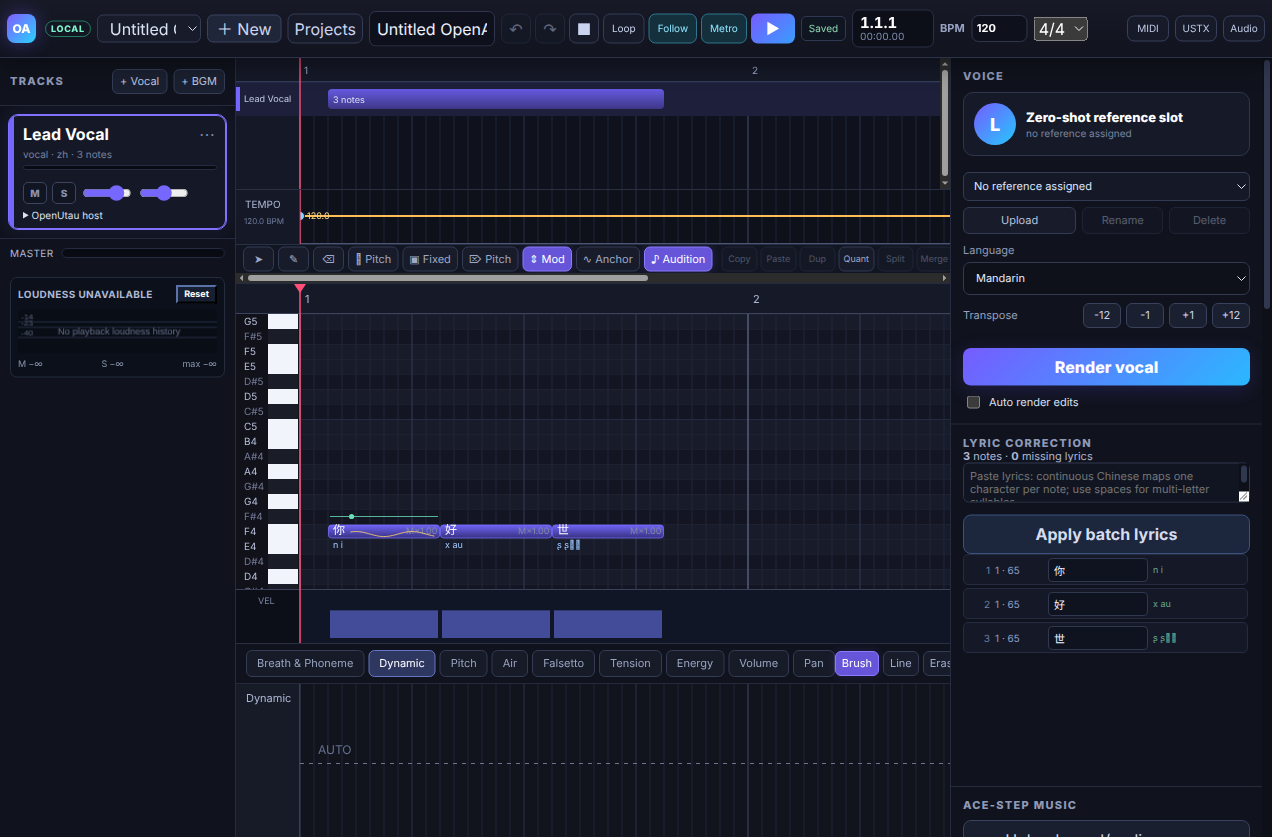 OA LOCAL Untitled ( + New Projects Untitled OpenA Loop Follow Metro Saved 1.1.1 00:00.00 BPM 120 4/4 MIDI USTX Audio
TRACKS + Vocal + BGM
Lead Vocal ...
vocal · zh · 3 notes
M S
OpenUtau host
MASTER
LOUDNESS UNAVAILABLE Reset
-14
-23
-40
No playback loudness history
M −∞ S −∞ max −∞
1 2
Lead Vocal 3 notes
TEMPO
120.0 BPM 120.0
Pitch Fixed Pitch Mod Anchor Audition Copy Paste Dup Quant Split Merge
1 2
G5
F#5
F5
E5
D#5
D5
C#5
C5
B4
A#4
A4
G#4
G4
F#4
F4 你 M×1.00 好 M×1.00 世 M×1.00
E4 n i x au
D#4
D4
VEL
Breath & Phoneme Dynamic Pitch Air Falsetto Tension Energy Volume Pan Brush Line Eras
Dynamic
AUTO
VOICE
L Zero-shot reference slot
no reference assigned
No reference assigned
Upload Rename Delete
Language
Mandarin
Transpose -12 -1 +1 +12
Render vocal
Auto render edits
LYRIC CORRECTION
3 notes · 0 missing lyrics
Paste lyrics: continuous Chinese maps one
character per note; use spaces for multi-letter
Apply batch lyrics
1 1 · 65 你 n i
2 1 · 65 好 x au
3 1 · 65 世
ACE-STEP MUSIC